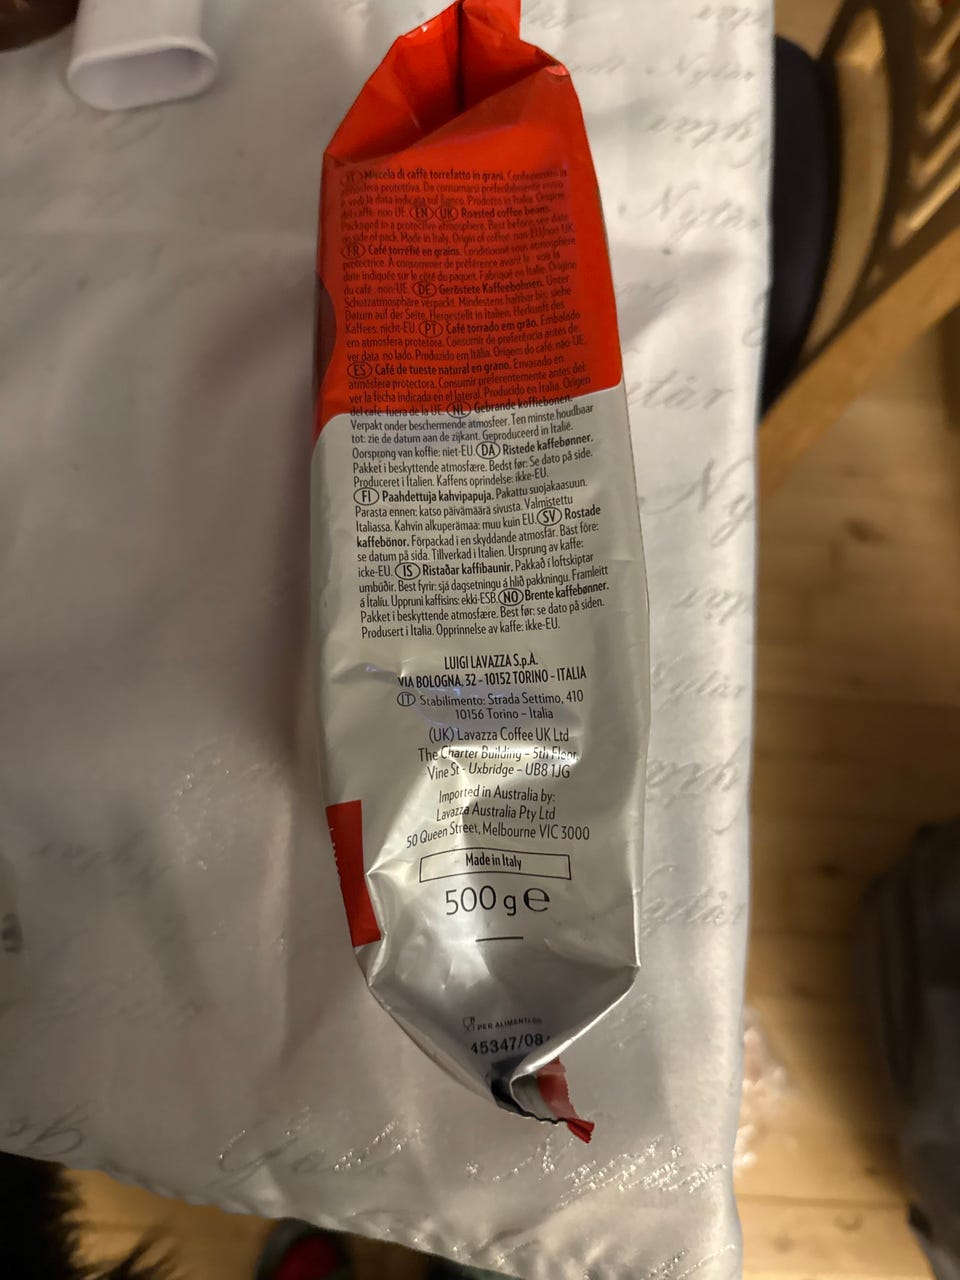 IT Miscela di caffè torrefatto in grani. Confezionato in
atmosfera protettiva. Da consumarsi preferibilmente entro
vedi la data indicata sul fianco. Prodotto in Italia. Origine
del caffè: non UE. EN UK Roasted coffee beans.
Packaged in a protective atmosphere. Best before: see date
on side of pack. Made in Italy. Origin of coffee: non EU/non UK.
FR Café torréfié en grains. Conditionné sous atmosphère
protectrice. À consommer de préférence avant le: voir la
date indiquée sur le côté du paquet. Fabriqué en Italie. Origine
du café: non-UE. DE Geröstete Kaffeebohnen. Unter
Schutzatmosphäre verpackt. Mindestens haltbar bis: siehe
Datum auf der Seite. Hergestellt in Italien. Herkunft des
Kaffees: nicht-EU. PT Café torrado em grão. Embalado
em atmosfera protetora. Consumir de preferência antes de:
ver data no lado. Produzido em Itália. Origem do café: não UE.
ES Café de tueste natural en grano. Envasado en
atmósfera protectora. Consumir preferentemente antes del:
ver la fecha indicada en el lateral. Producido en Italia. Origen
del café: fuera de la UE. NL Gebrande koffiebonen.
Verpakt onder beschermende atmosfeer. Ten minste houdbaar
tot: zie de datum aan de zijkant. Geproduceerd in Italië.
Oorsprong van koffie: niet-EU. DA Ristede kaffebønner.
Pakket i beskyttende atmosfære. Bedst før: Se dato på side.
Produceret i Italien. Kaffens oprindelse: ikke-EU.
FI Paahdettuja kahvipapuja. Pakattu suojakaasuun.
Parasta ennen: katso päivämäärä sivusta. Valmistettu
Italiassa. Kahvin alkuperämaa: muu kuin EU. SV Rostade
kaffebönor. Förpackad i en skyddande atmosfär. Bäst före:
se datum på sida. Tillverkad i Italien. Ursprung av kaffe:
icke-EU. IS Ristaðar kaffibaunir. Pakkað í loftskiptar
umbúðir. Best fyrir: sjá dagsetningu á hlið pakkningu. Framleitt
á Ítalíu. Uppruni kaffisins: ekki-ESB. NO Brente kaffebønner.
Pakket i beskyttende atmosfære. Best før: se dato på siden.
Produsert i Italia. Opprinnelse av kaffe: ikke-EU.
LUIGI LAVAZZA S.p.A.
VIA BOLOGNA, 32 - 10152 TORINO - ITALIA
IT Stabilimento: Strada Settimo, 410
10156 Torino - Italia
(UK) Lavazza Coffee UK Ltd
The Charter Building - 5th Floor,
Vine St - Uxbridge - UB8 1JG
Imported in Australia by:
Lavazza Australia Pty Ltd
50 Queen Street, Melbourne VIC 3000
Made in Italy
500 g e
PER ALIMENTI
45347/08